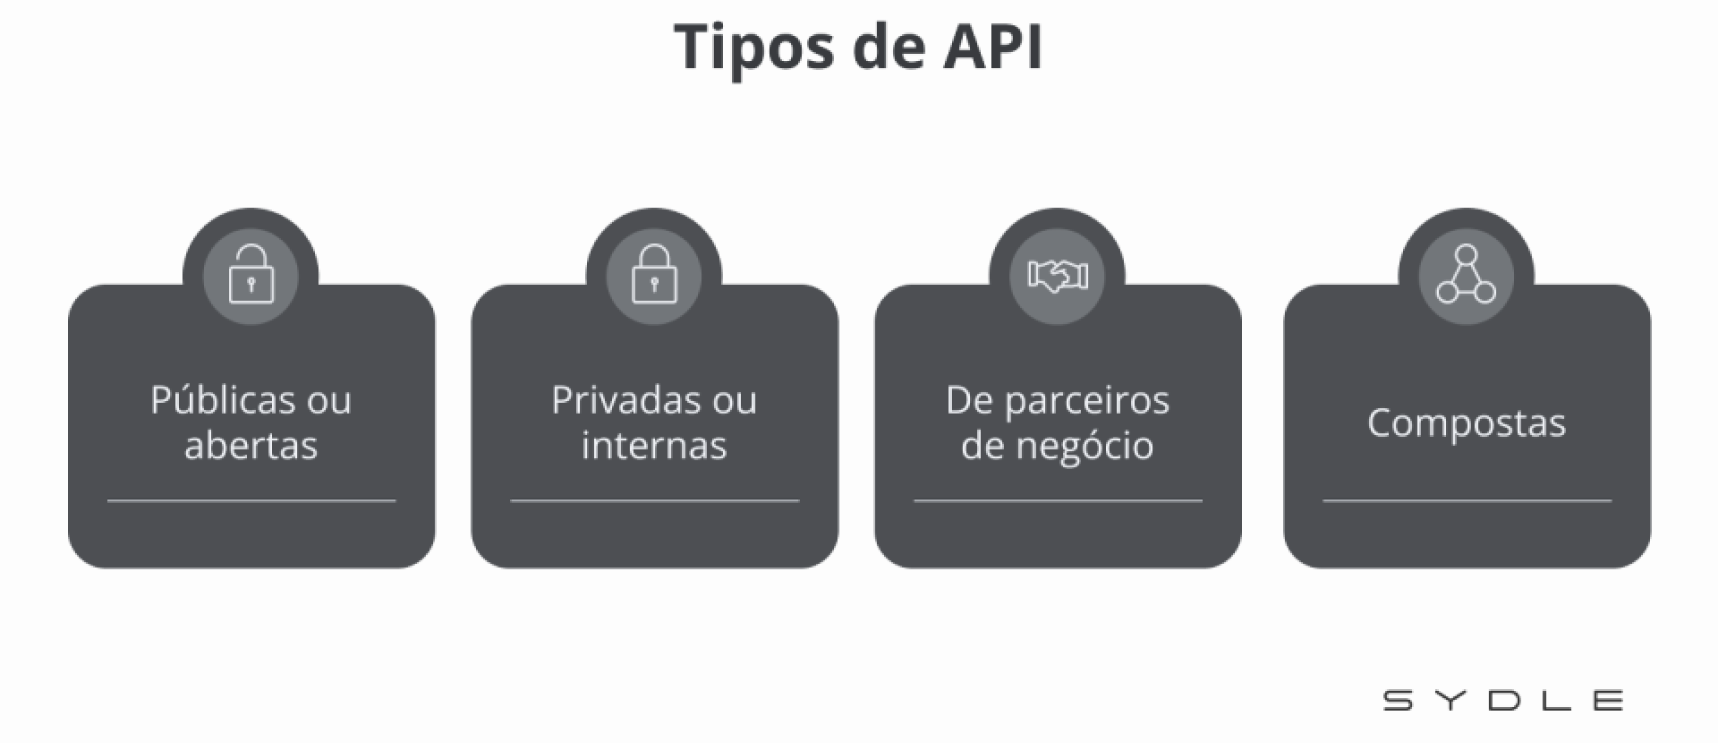 Tipos de API
Públicas ou
abertas
Privadas ou
internas
De parceiros
de negócio
Compostas
SYDLE